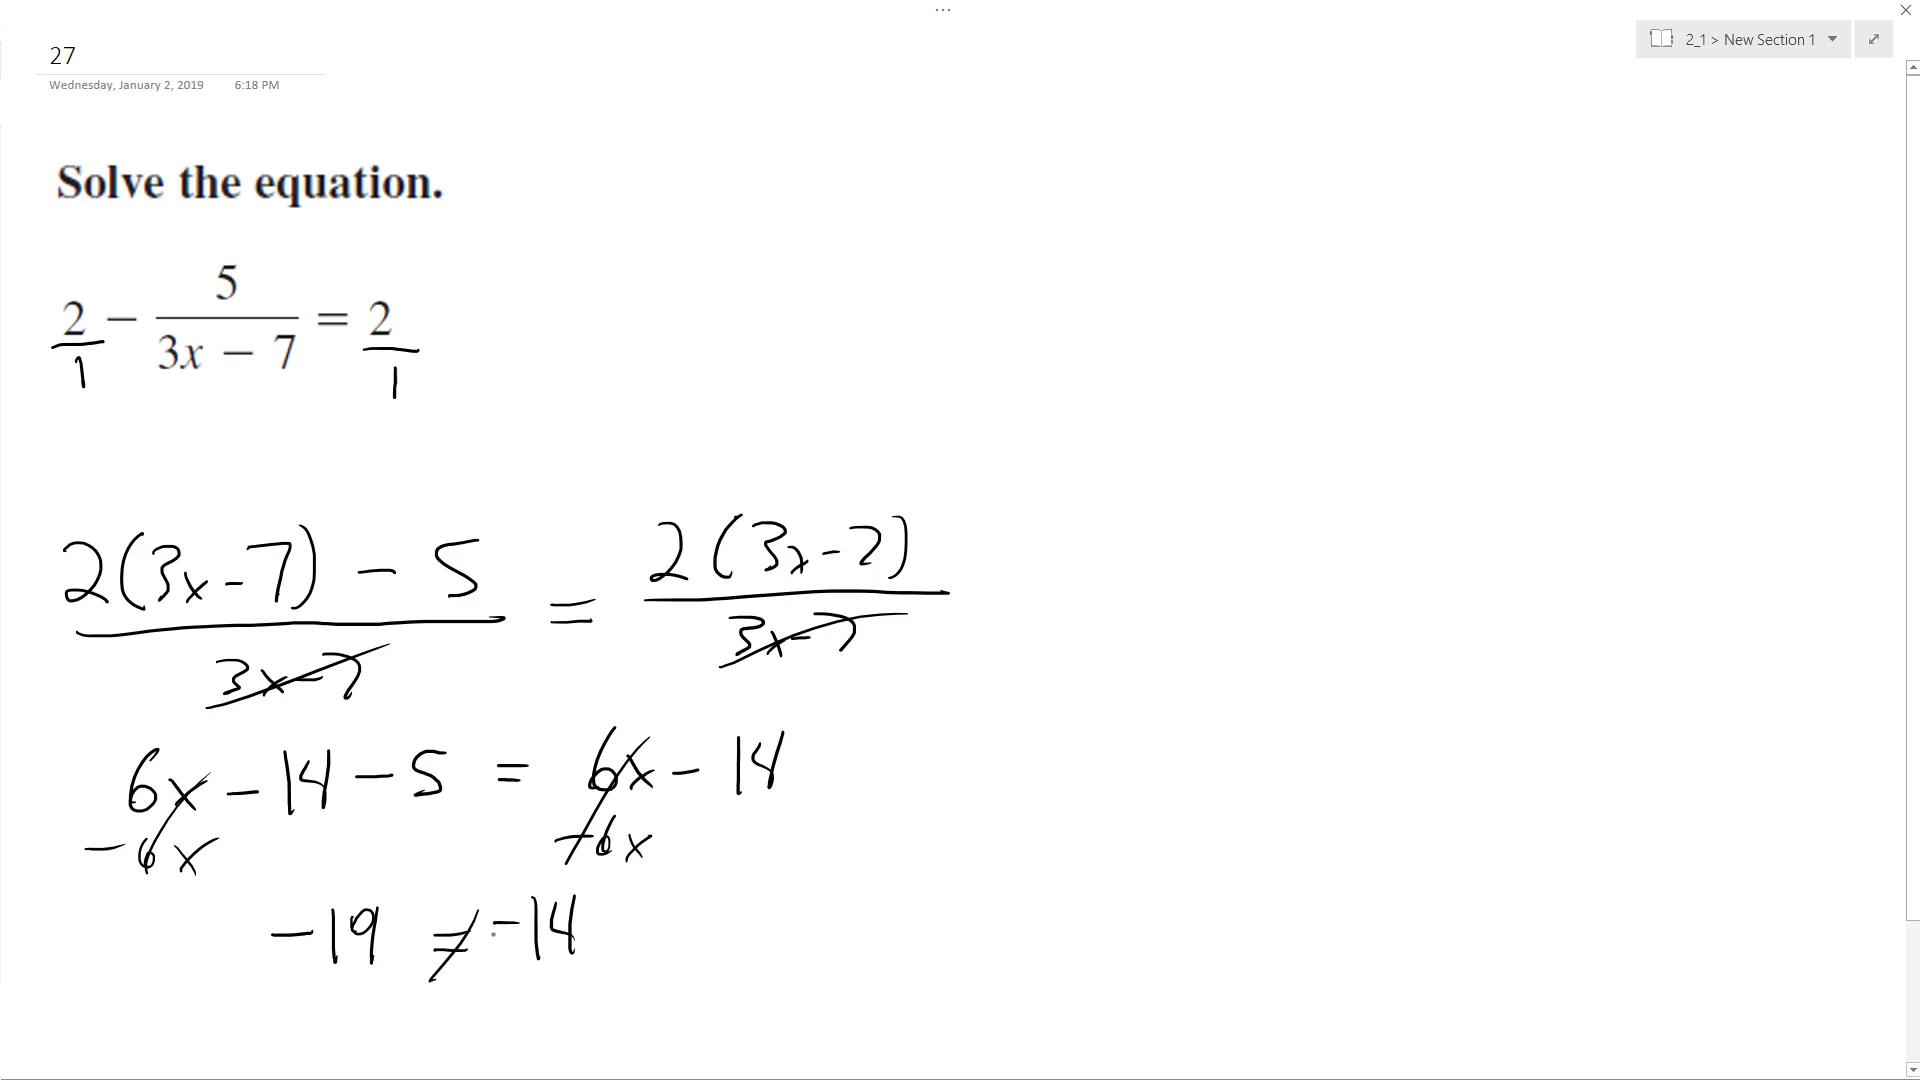 ...
2_1 > New Section 1
27
Wednesday, January 2, 2019 6:18 PM
Solve the equation.
2/1 − 5/(3x − 7) = 2/1
(2(3x-7) - 5)/(3x-7) = (2(3x-7))/(3x-7)
6x - 14 - 5 = 6x - 14
-6x -6x
-19 ≠ -14